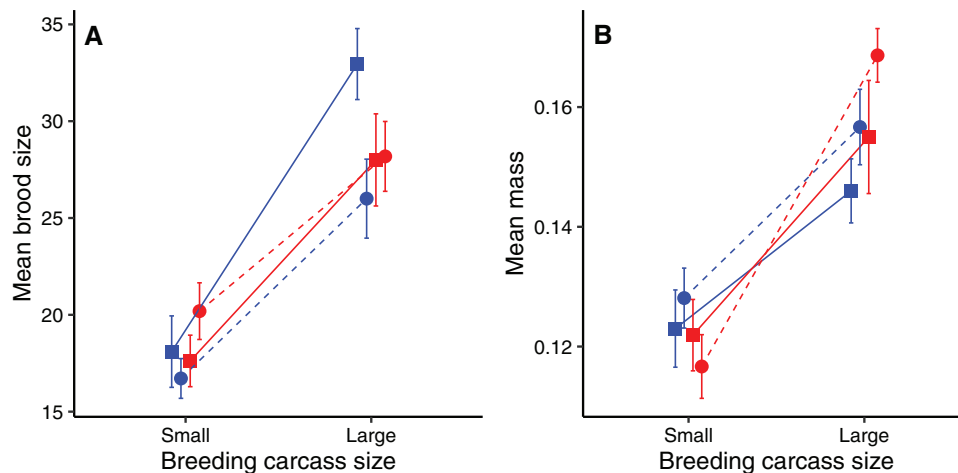 A
Mean brood size
35
30
25
20
15
Small
Large
Breeding carcass size
B
Mean mass
0.16
0.14
0.12
Small
Large
Breeding carcass size